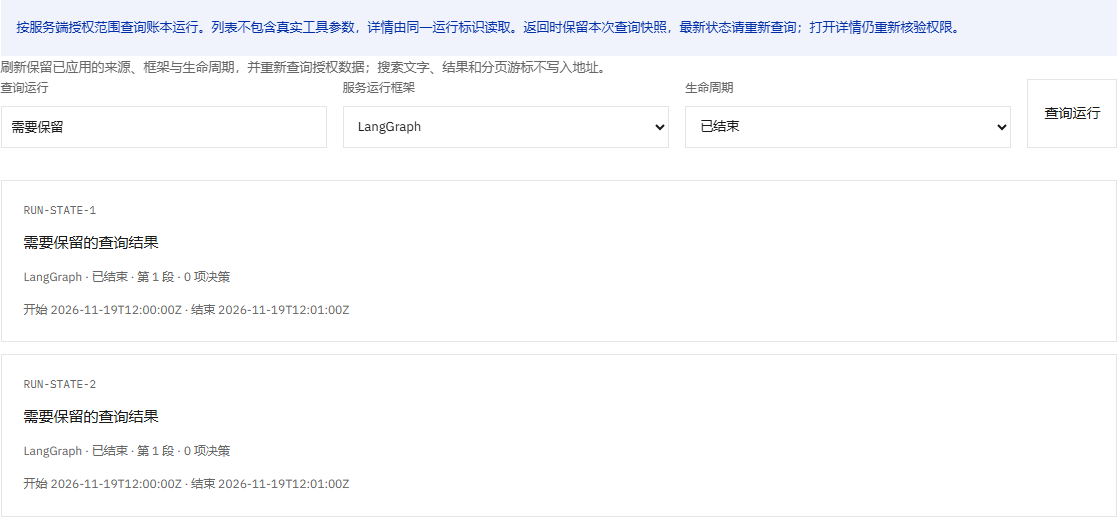 按服务端授权范围查询账本运行。列表不包含真实工具参数，详情由同一运行标识读取。返回时保留本次查询快照，最新状态请重新查询；打开详情仍重新核验权限。
刷新保留已应用的来源、框架与生命周期，并重新查询授权数据；搜索文字、结果和分页游标不写入地址。
查询运行
服务运行框架
生命周期
需要保留
LangGraph
已结束
查询运行
RUN-STATE-1
需要保留的查询结果
LangGraph · 已结束 · 第 1 段 · 0 项决策
开始 2026-11-19T12:00:00Z · 结束 2026-11-19T12:01:00Z
RUN-STATE-2
需要保留的查询结果
LangGraph · 已结束 · 第 1 段 · 0 项决策
开始 2026-11-19T12:00:00Z · 结束 2026-11-19T12:01:00Z